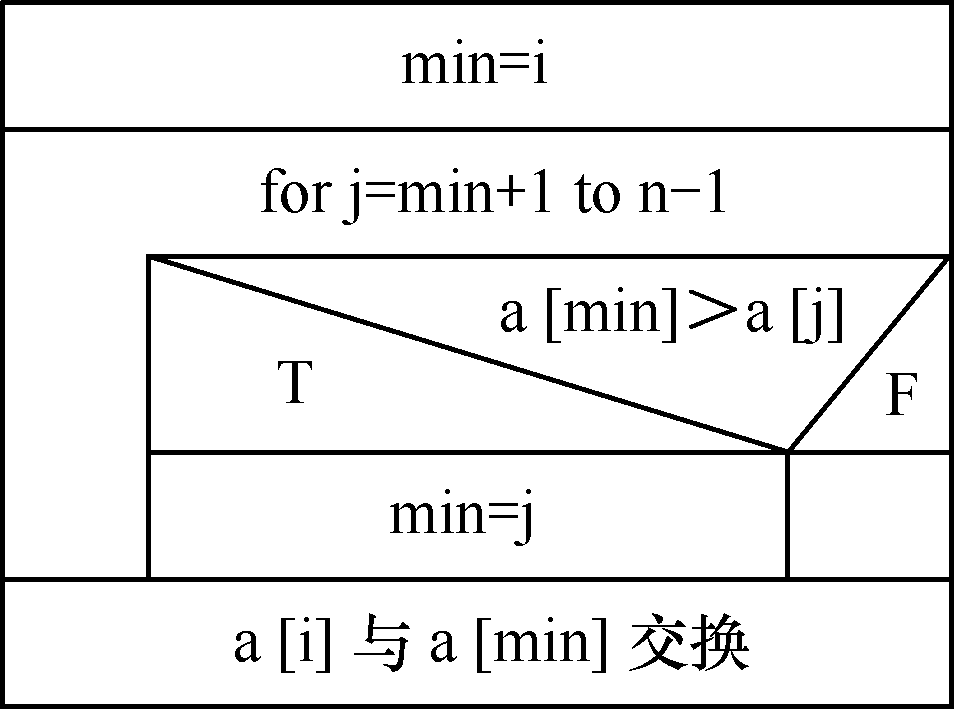 min=i
for j=min+1 to n−1
a [min]＞a [j]
T
F
min=j
a [i] 与 a [min] 交换